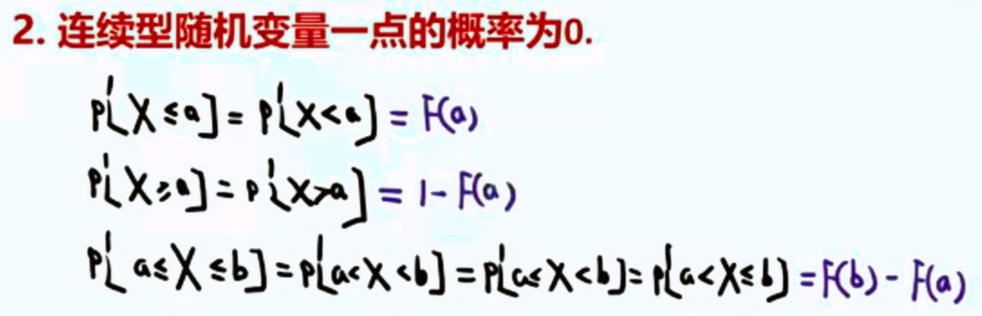 2. 连续型随机变量一点的概率为0.
P[X≤a]=P[X<a]=F(a)
P[X≥a]=P[X>a]=1-F(a)
P[a≤X≤b]=P[a<X<b]=P[a≤X<b]=P[a<X≤b]=F(b)-F(a)